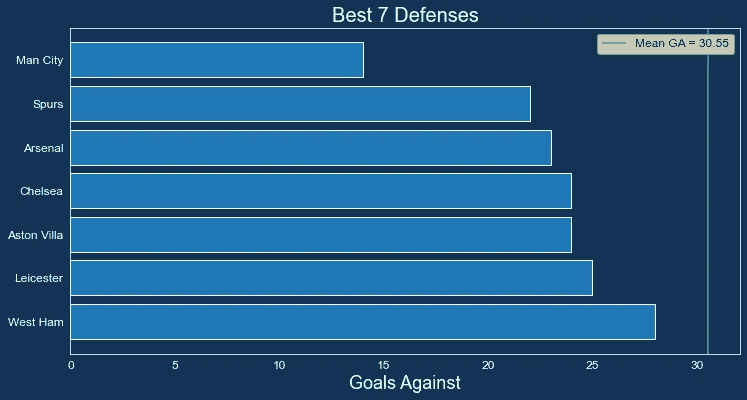 Best 7 Defenses
Mean GA = 30.55
Man City
Spurs
Arsenal
Chelsea
Aston Villa
Leicester
West Ham
0 5 10 15 20 25 30
Goals Against